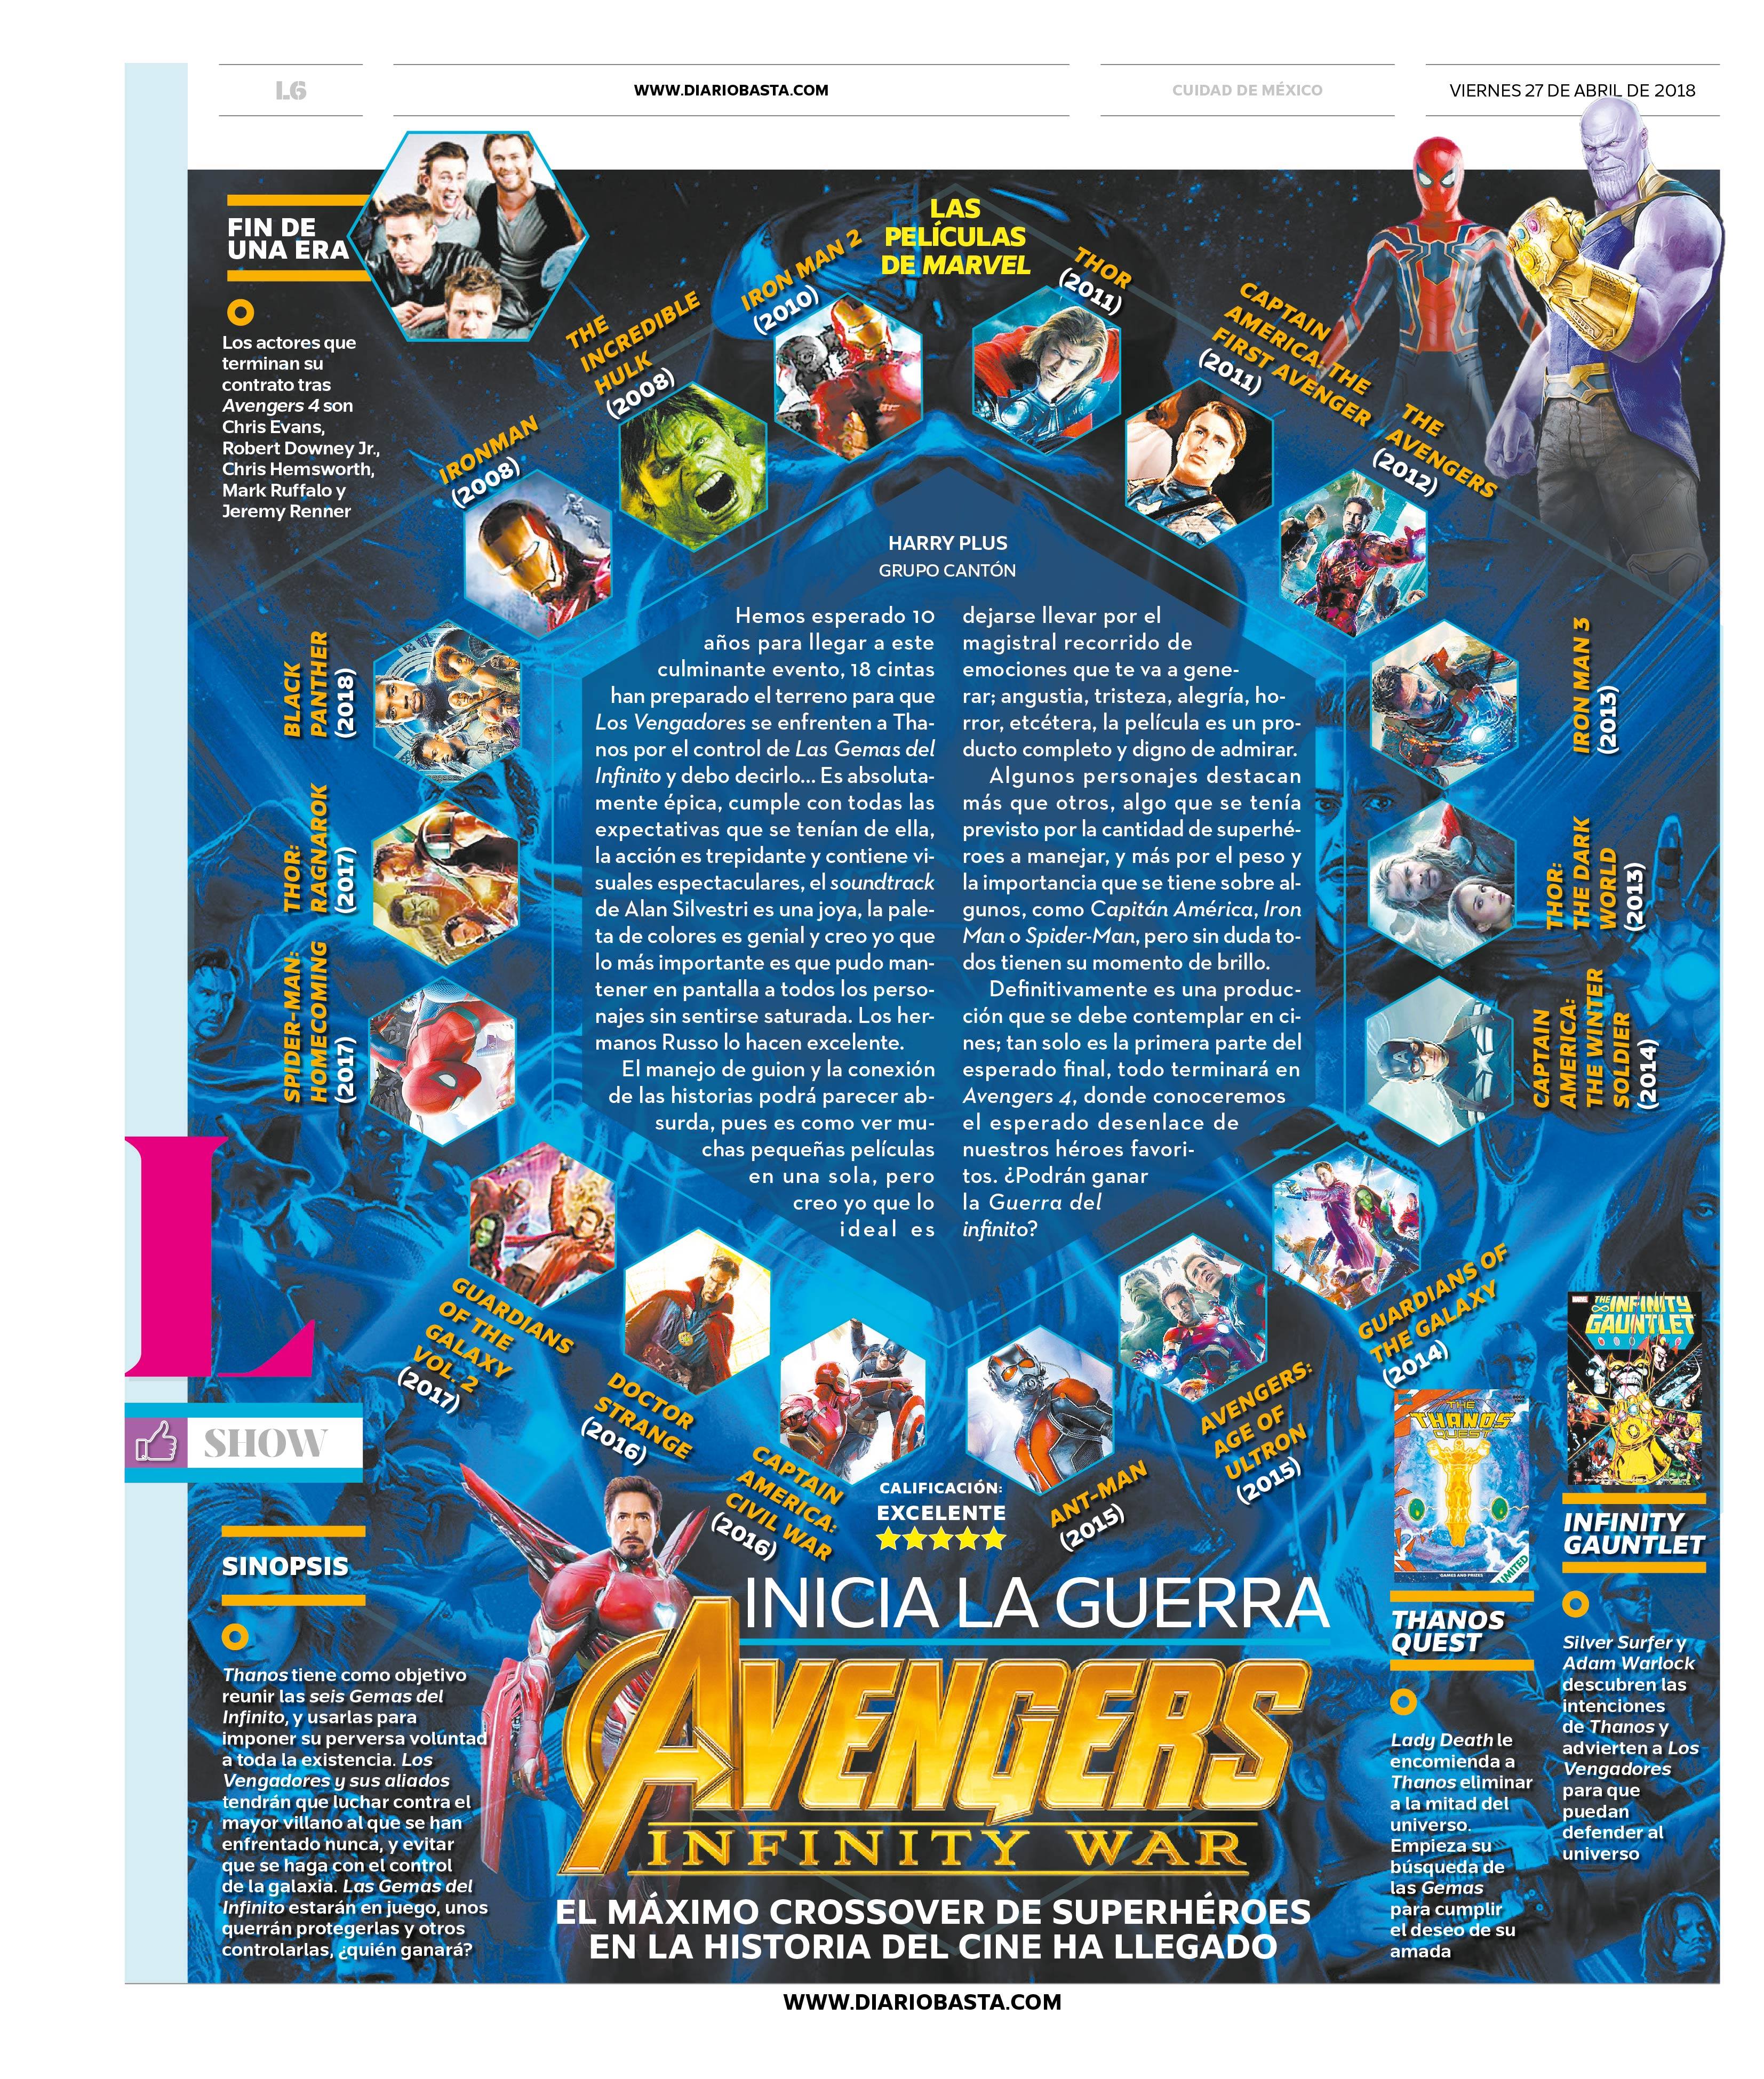 L6
WWW.DIARIOBASTA.COM
CUIDAD DE MÉXICO
VIERNES 27 DE ABRIL DE 2018
FIN DE
UNA ERA
Los actores que
terminan su
contrato tras
Avengers 4 son
Chris Evans,
Robert Downey Jr.,
Chris Hemsworth,
Mark Ruffalo y
Jeremy Renner
LAS
PELÍCULAS
DE MARVEL
IRONMAN
(2008)
THE
INCREDIBLE
HULK
(2008)
IRON MAN 2
(2010)
THOR
(2011)
CAPTAIN
AMERICA:THE
FIRST AVENGER
(2011)
THE
AVENGERS
(2012)
IRON MAN 3
(2013)
THOR:
THE DARK
WORLD
(2013)
CAPTAIN
AMERICA:
THE WINTER
SOLDIER
(2014)
GUARDIANS OF
THE GALAXY
(2014)
AVENGERS:
AGE OF
ULTRON
(2015)
ANT-MAN
(2015)
CAPTAIN
AMERICA:
CIVIL WAR
(2016)
DOCTOR
STRANGE
(2016)
GUARDIANS
OF THE
GALAXY
VOL. 2
(2017)
SPIDER-MAN:
HOMECOMING
(2017)
THOR:
RAGNAROK
(2017)
BLACK
PANTHER
(2018)
HARRY PLUS
GRUPO CANTÓN
Hemos esperado 10
años para llegar a este
culminante evento, 18 cintas
han preparado el terreno para que
Los Vengadores se enfrenten a Tha-
nos por el control de Las Gemas del
Infinito y debo decirlo... Es absoluta-
mente épica, cumple con todas las
expectativas que se tenían de ella,
la acción es trepidante y contiene vi-
suales espectaculares, el soundtrack
de Alan Silvestri es una joya, la pale-
ta de colores es genial y creo yo que
lo más importante es que pudo man-
tener en pantalla a todos los perso-
najes sin sentirse saturada. Los her-
manos Russo lo hacen excelente.
El manejo de guion y la conexión
de las historias podrá parecer ab-
surda, pues es como ver mu-
chas pequeñas películas
en una sola, pero
creo yo que lo
ideal es
dejarse llevar por el
magistral recorrido de
emociones que te va a gene-
rar; angustia, tristeza, alegría, ho-
rror, etcétera, la película es un pro-
ducto completo y digno de admirar.
Algunos personajes destacan
más que otros, algo que se tenía
previsto por la cantidad de superhé-
roes a manejar, y más por el peso y
la importancia que se tiene sobre al-
gunos, como Capitán América, Iron
Man o Spider-Man, pero sin duda to-
dos tienen su momento de brillo.
Definitivamente es una produc-
ción que se debe contemplar en ci-
nes; tan solo es la primera parte del
esperado final, todo terminará en
Avengers 4, donde conoceremos
el esperado desenlace de
nuestros héroes favori-
tos. ¿Podrán ganar
la Guerra del
infinito?
CALIFICACIÓN:
EXCELENTE
L
SHOW
SINOPSIS
Thanos tiene como objetivo
reunir las seis Gemas del
Infinito, y usarlas para
imponer su perversa voluntad
a toda la existencia. Los
Vengadores y sus aliados
tendrán que luchar contra el
mayor villano al que se han
enfrentado nunca, y evitar
que se haga con el control
de la galaxia. Las Gemas del
Infinito estarán en juego, unos
querrán protegerlas y otros
controlarlas, ¿quién ganará?
INICIA LA GUERRA
AVENGERS
INFINITY WAR
EL MÁXIMO CROSSOVER DE SUPERHÉROES
EN LA HISTORIA DEL CINE HA LLEGADO
THE
THANOS
QUEST
GAMES AND PRIZES
LIMITED
THANOS
QUEST
Lady Death le
encomienda a
Thanos eliminar
a la mitad del
universo.
Empieza su
búsqueda de
las Gemas
para cumplir
el deseo de su
amada
MARVEL
THE INFINITY
GAUNTLET
INFINITY
GAUNTLET
Silver Surfer y
Adam Warlock
descubren las
intenciones
de Thanos y
advierten a Los
Vengadores
para que
puedan
defender al
universo
WWW.DIARIOBASTA.COM